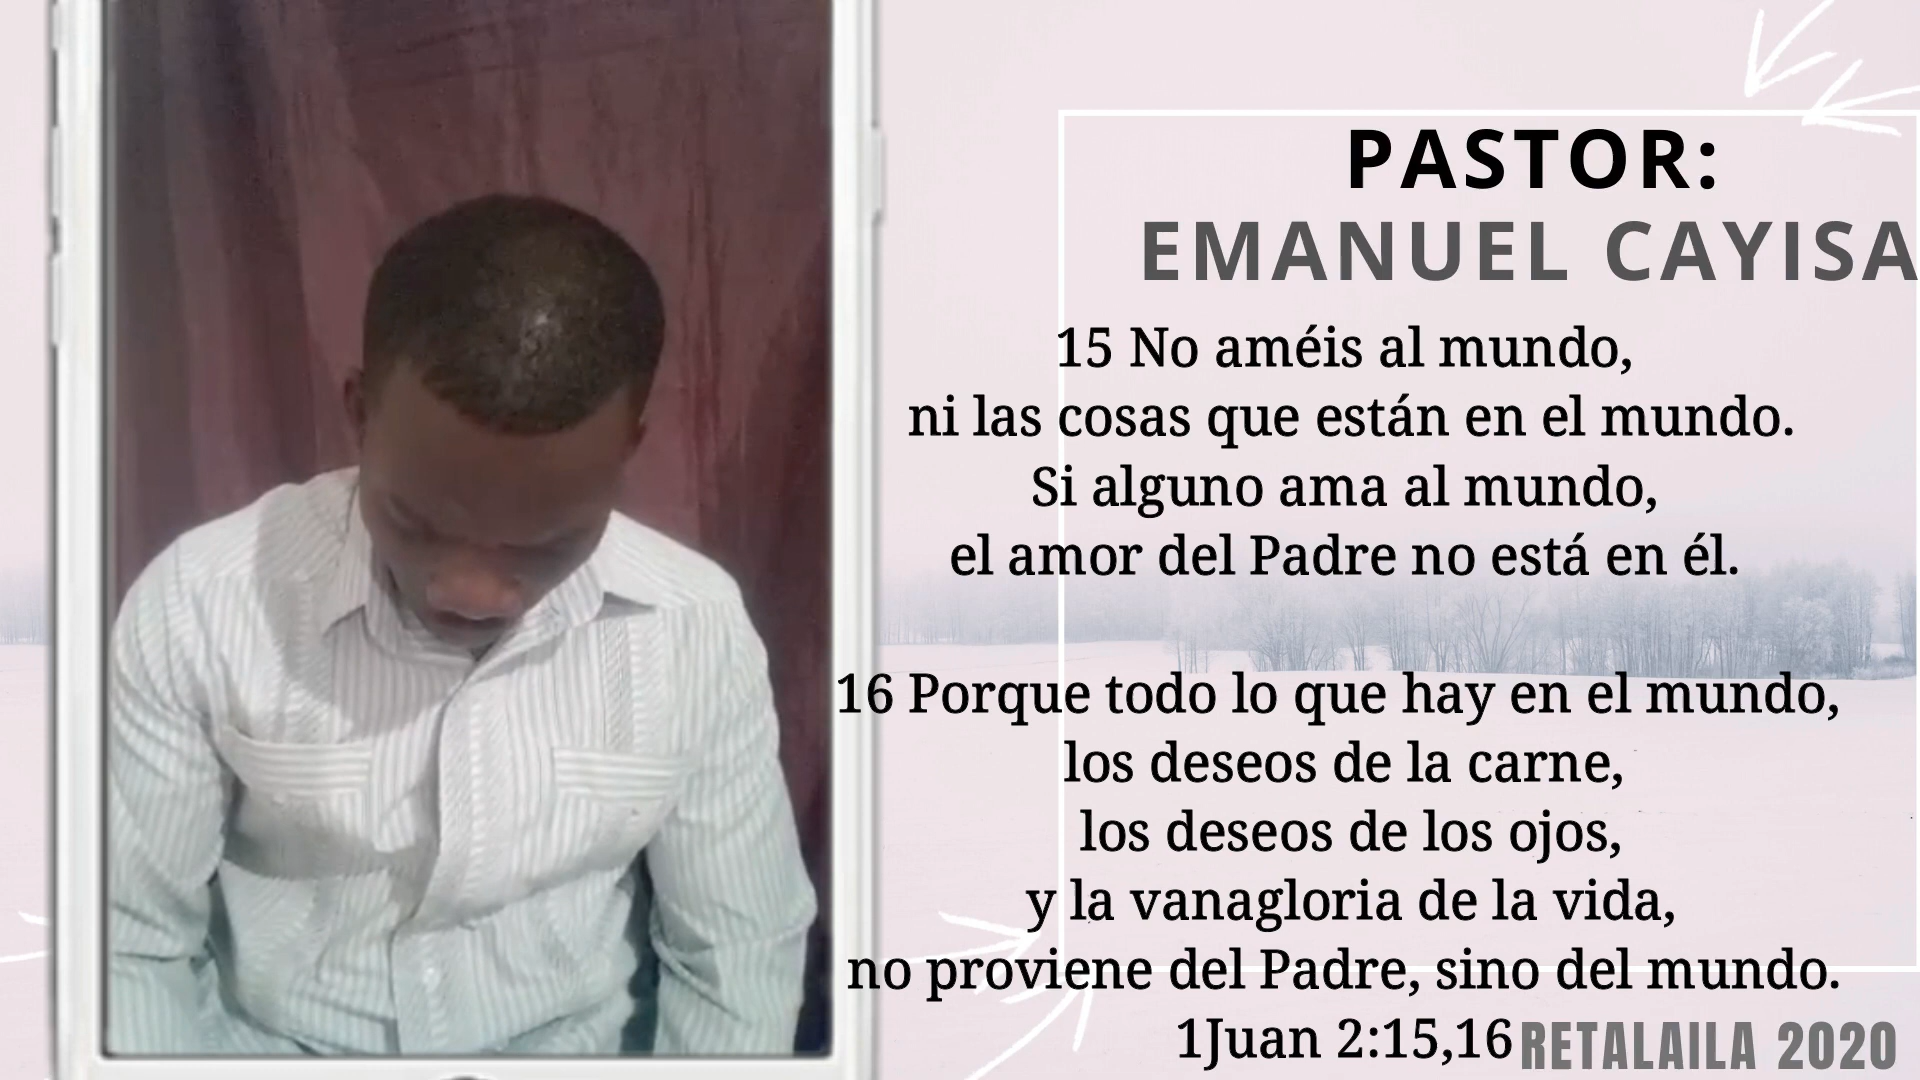 PASTOR:
EMANUEL CAYISA
15 No améis al mundo,
ni las cosas que están en el mundo.
Si alguno ama al mundo,
el amor del Padre no está en él.
16 Porque todo lo que hay en el mundo,
los deseos de la carne,
los deseos de los ojos,
y la vanagloria de la vida,
no proviene del Padre, sino del mundo.
1Juan 2:15,16
RETALAILA 2020